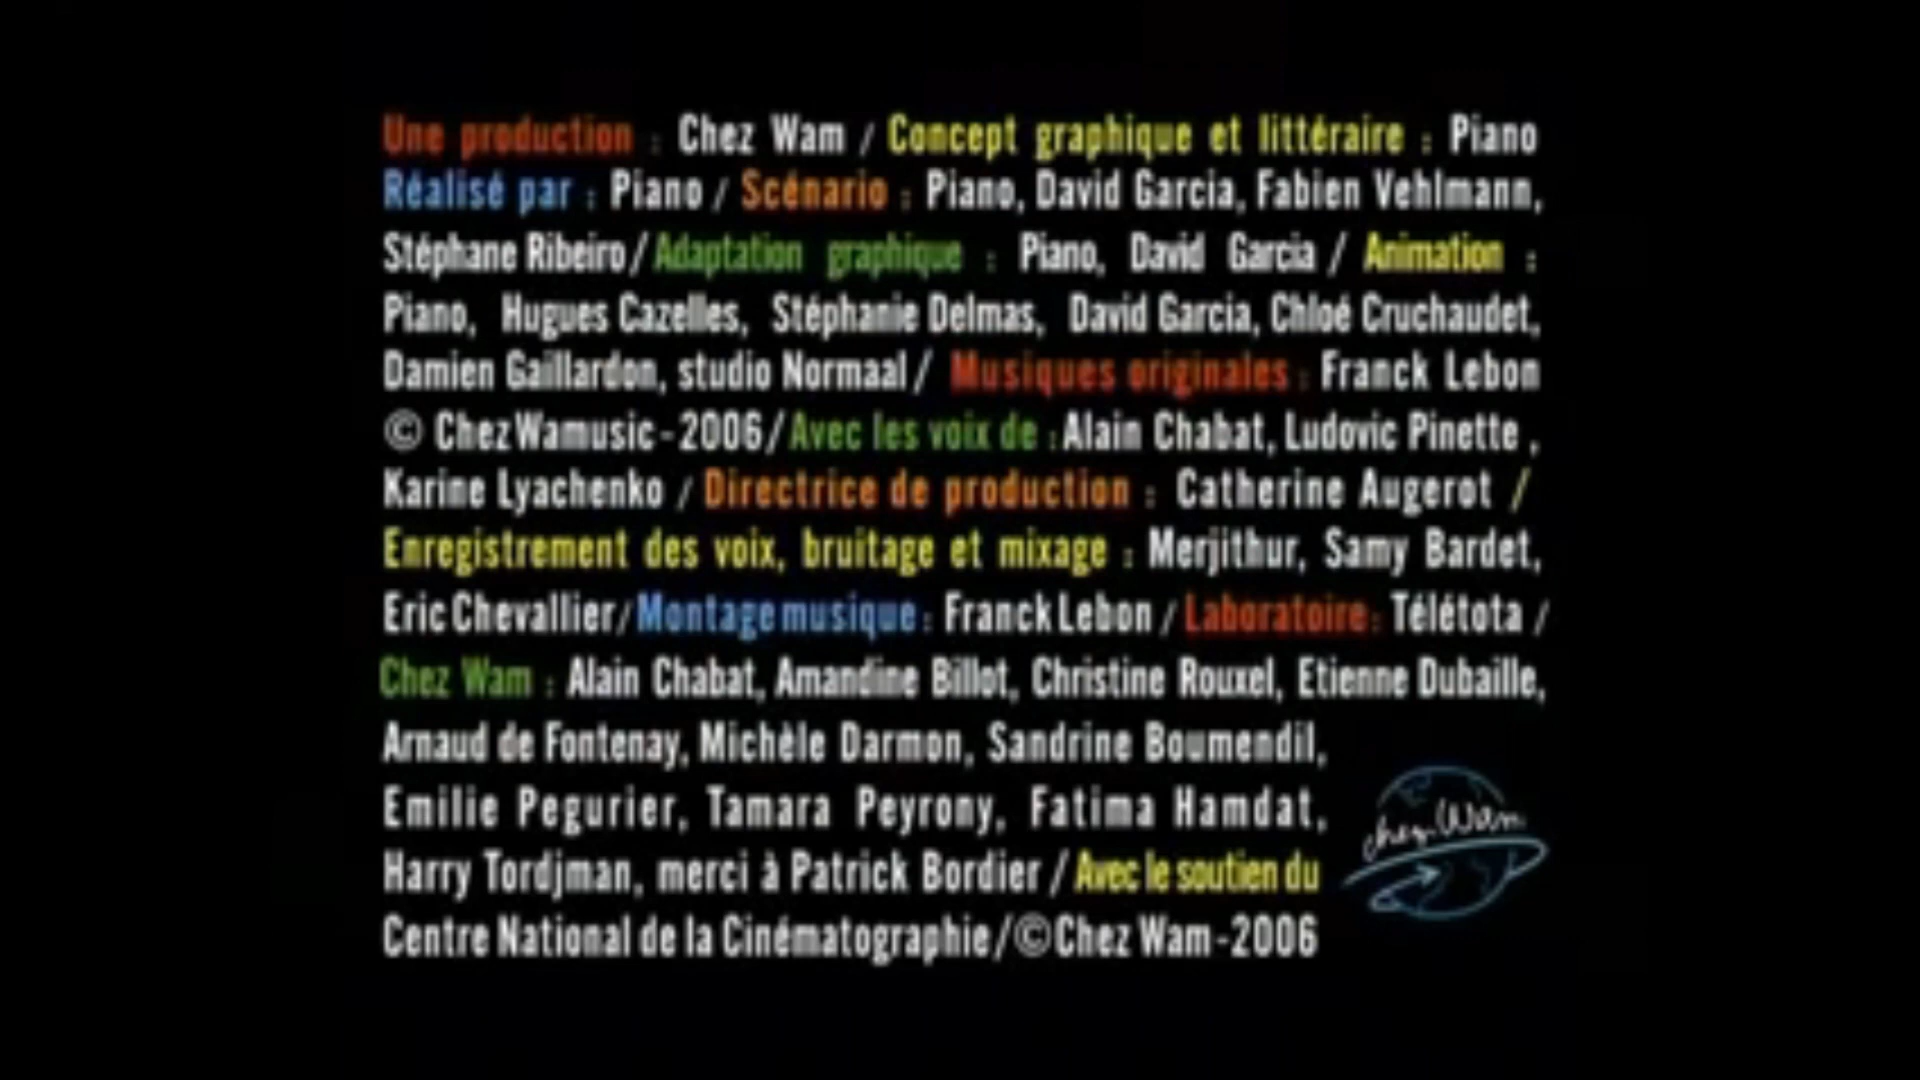 Une production : Chez Wam / Concept graphique et littéraire : Piano
Réalisé par : Piano / Scénario : Piano, David Garcia, Fabien Vehlmann,
Stéphane Ribeiro / Adaptation graphique : Piano, David Garcia / Animation :
Piano, Hugues Cazelles, Stéphanie Delmas, David Garcia, Chloé Cruchaudet,
Damien Gaillardon, studio Normaal / Musiques originales : Franck Lebon
© Chez Wamusic - 2006 / Avec les voix de : Alain Chabat, Ludovic Pinette ,
Karine Lyachenko / Directrice de production : Catherine Augerot /
Enregistrement des voix, bruitage et mixage : Merjithur, Samy Bardet,
Eric Chevallier / Montage musique : Franck Lebon / Laboratoire : Télétota /
Chez Wam : Alain Chabat, Amandine Billot, Christine Rouxel, Etienne Dubaille,
Arnaud de Fontenay, Michèle Darmon, Sandrine Boumendil,
Emilie Pegurier, Tamara Peyrony, Fatima Hamdat,
Harry Tordjman, merci à Patrick Bordier / Avec le soutien du
Centre National de la Cinématographie / © Chez Wam - 2006
chez Wam